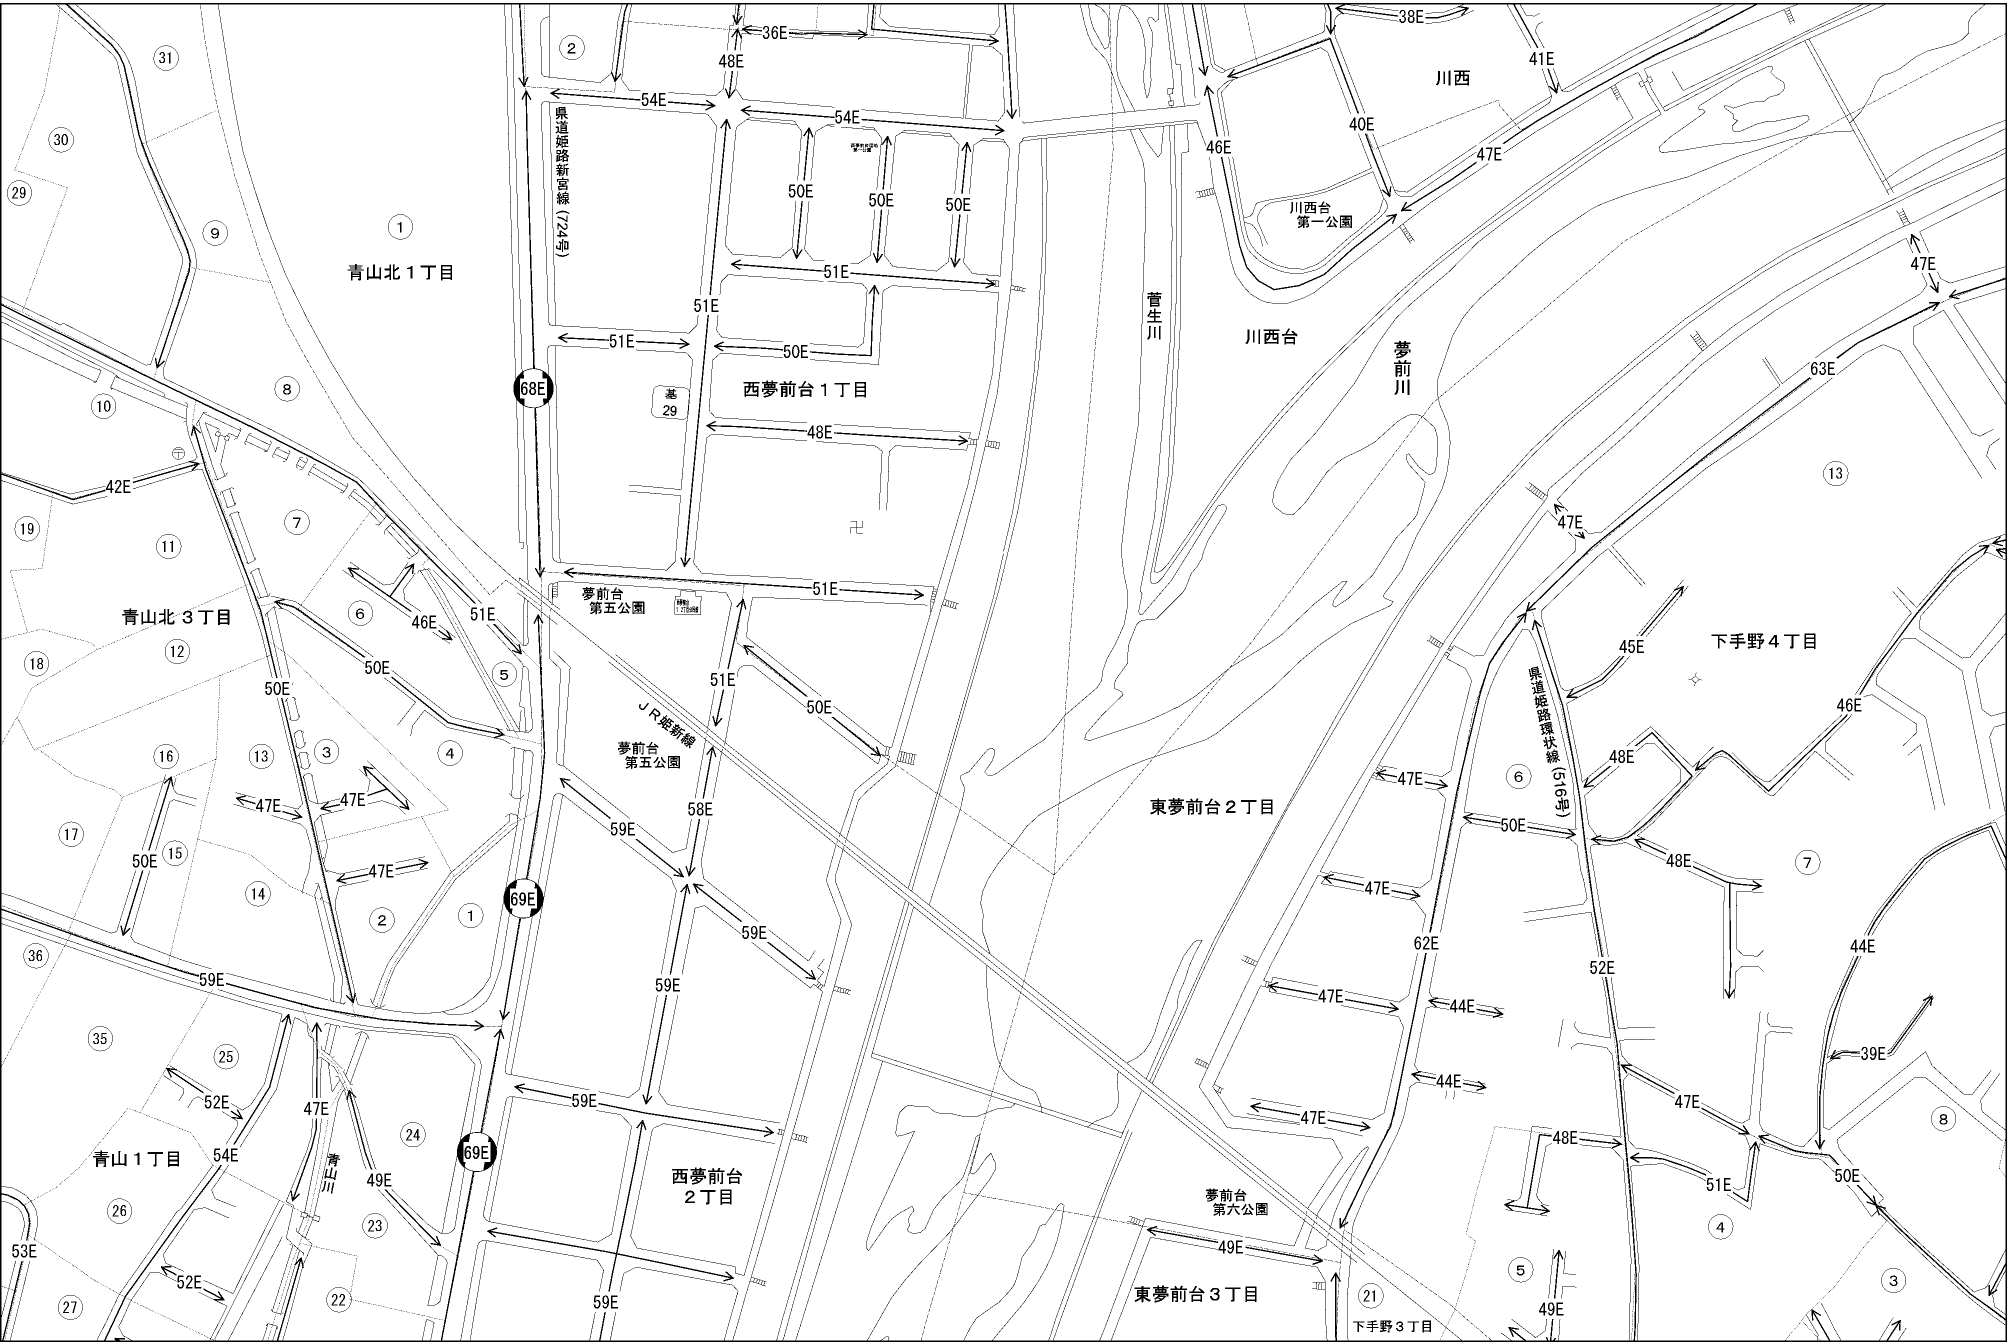 38E
36E
31
2
48E
41E
川西
54E
54E
県道姫路新宮線(724号)
40E
30
46E
47E
29
50E
50E
50E
川西台
第一公園
1
9
青山北1丁目
51E
47E
51E
菅生川
川西台
夢前川
51E
50E
63E
8
68E
西夢前台1丁目
基
29
10
48E
13
42E
7
19
47E
11
51E
夢前台
第五公園
青山北3丁目
6
46E
51E
45E
下手野4丁目
12
18
50E
5
50E
51E
50E
県道姫路環状線(516号)
46E
JR姫新線
16
13
3
4
夢前台
第五公園
48E
47E
6
47E
47E
58E
東夢前台2丁目
50E
17
59E
50E
15
48E
7
47E
47E
14
69E
2
1
59E
62E
44E
36
52E
59E
59E
47E
44E
35
25
39E
44E
52E
47E
59E
47E
47E
8
24
69E
48E
青山1丁目
54E
青山川
49E
西夢前台
2丁目
51E
50E
夢前台
第六公園
26
23
4
53E
49E
5
3
52E
27
22
59E
東夢前台3丁目
21
49E
下手野3丁目